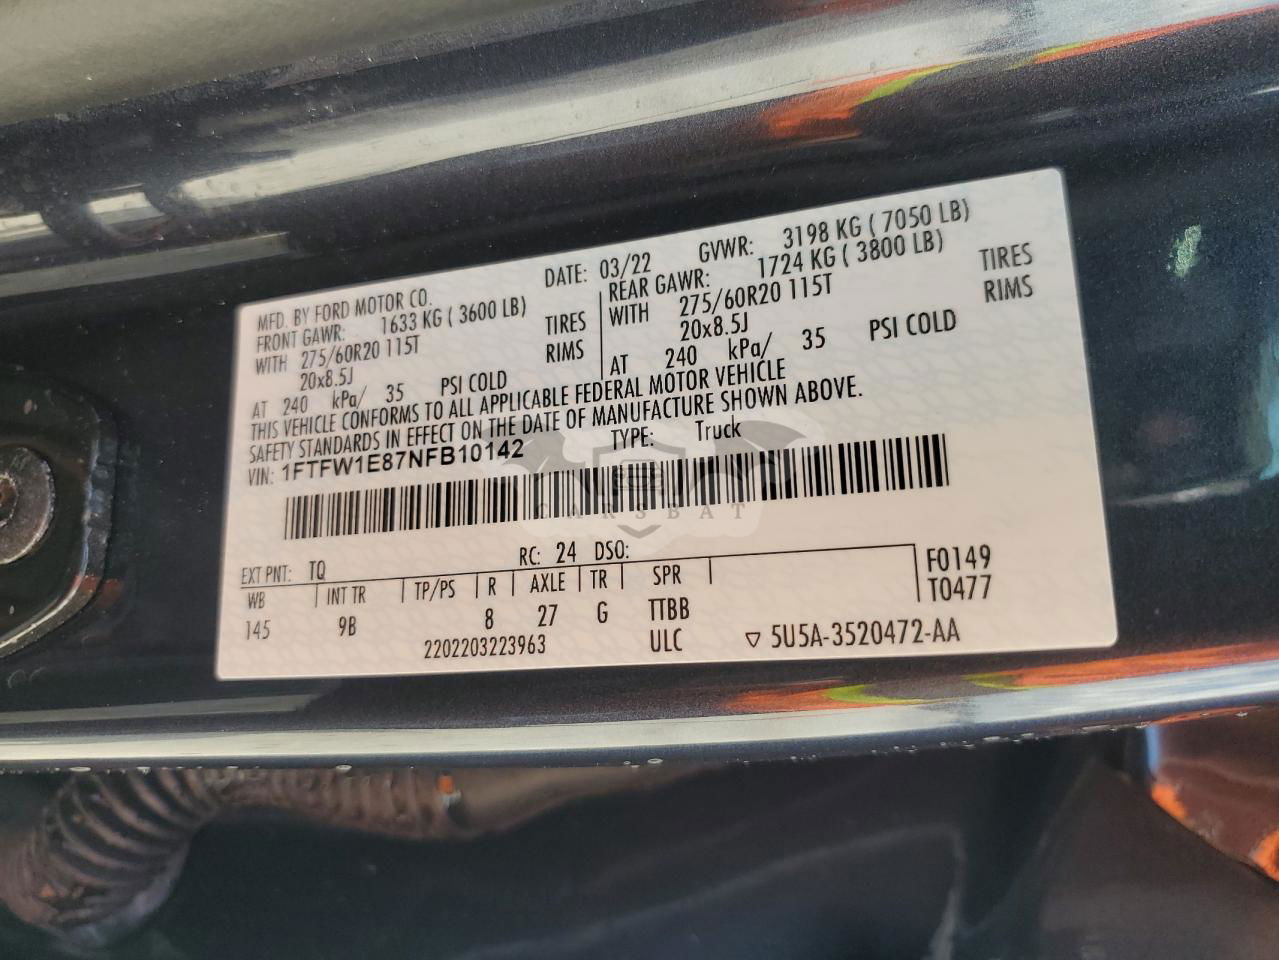 MFD. BY FORD MOTOR CO. DATE: 03/22 GVWR: 3198 KG ( 7050 LB)
FRONT GAWR: 1633 KG ( 3600 LB) REAR GAWR: 1724 KG ( 3800 LB)
WITH 275/60R20 115T TIRES WITH 275/60R20 115T TIRES
20x8.5J RIMS 20x8.5J RIMS
AT 240 kPa/ 35 PSI COLD AT 240 kPa/ 35 PSI COLD
THIS VEHICLE CONFORMS TO ALL APPLICABLE FEDERAL MOTOR VEHICLE
SAFETY STANDARDS IN EFFECT ON THE DATE OF MANUFACTURE SHOWN ABOVE.
VIN: 1FTFW1E87NFB10142 TYPE: Truck
CARSBAT
EXT PNT: TQ RC: 24 DSO:
WB INT TR TP/PS R AXLE TR SPR F0149
145 9B 8 27 G TTBB T0477
2202203223963 ULC ▽ 5U5A-3520472-AA